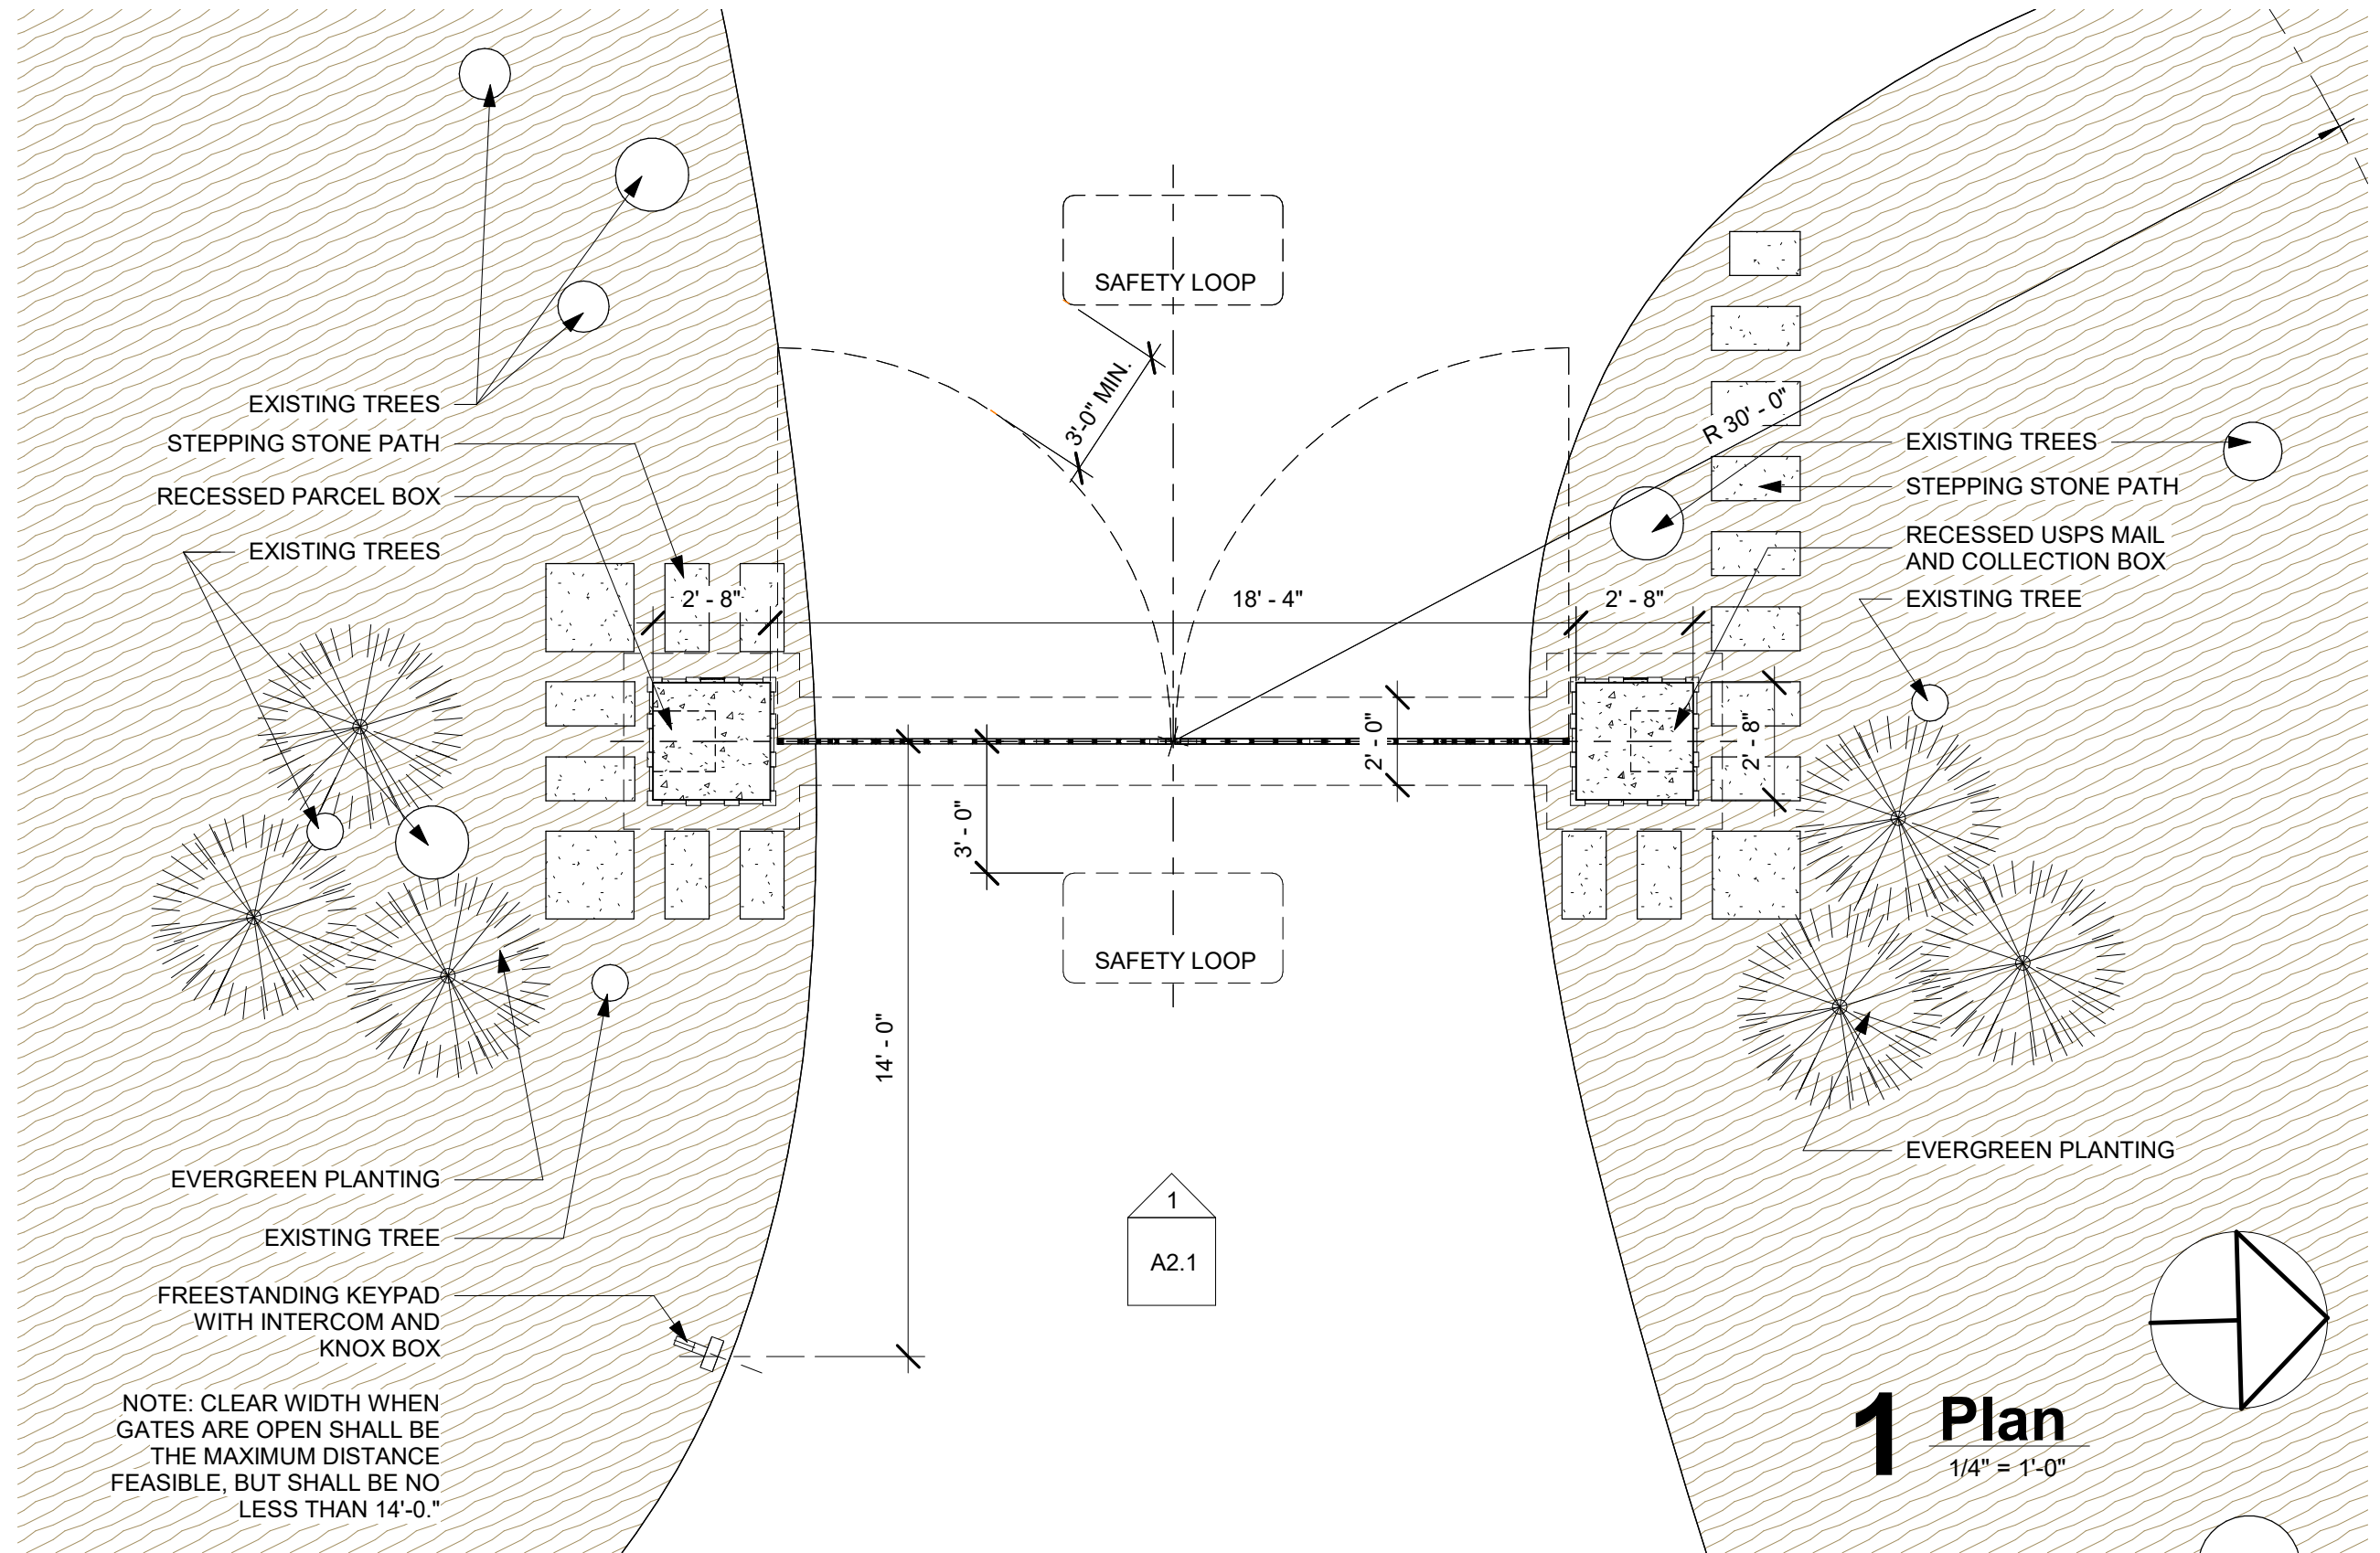 SAFETY LOOP
3'-0" MIN.
EXISTING TREES
STEPPING STONE PATH
RECESSED PARCEL BOX
EXISTING TREES
R 30' - 0"
EXISTING TREES
STEPPING STONE PATH
RECESSED USPS MAIL
AND COLLECTION BOX
EXISTING TREE
2' - 8"
18' - 4"
2' - 8"
2' - 0"
2' - 8"
3' - 0"
SAFETY LOOP
14' - 0"
EVERGREEN PLANTING
EXISTING TREE
FREESTANDING KEYPAD
WITH INTERCOM AND
KNOX BOX
NOTE: CLEAR WIDTH WHEN
GATES ARE OPEN SHALL BE
THE MAXIMUM DISTANCE
FEASIBLE, BUT SHALL BE NO
LESS THAN 14'-0."
1
A2.1
EVERGREEN PLANTING
1 Plan
1/4" = 1'-0"